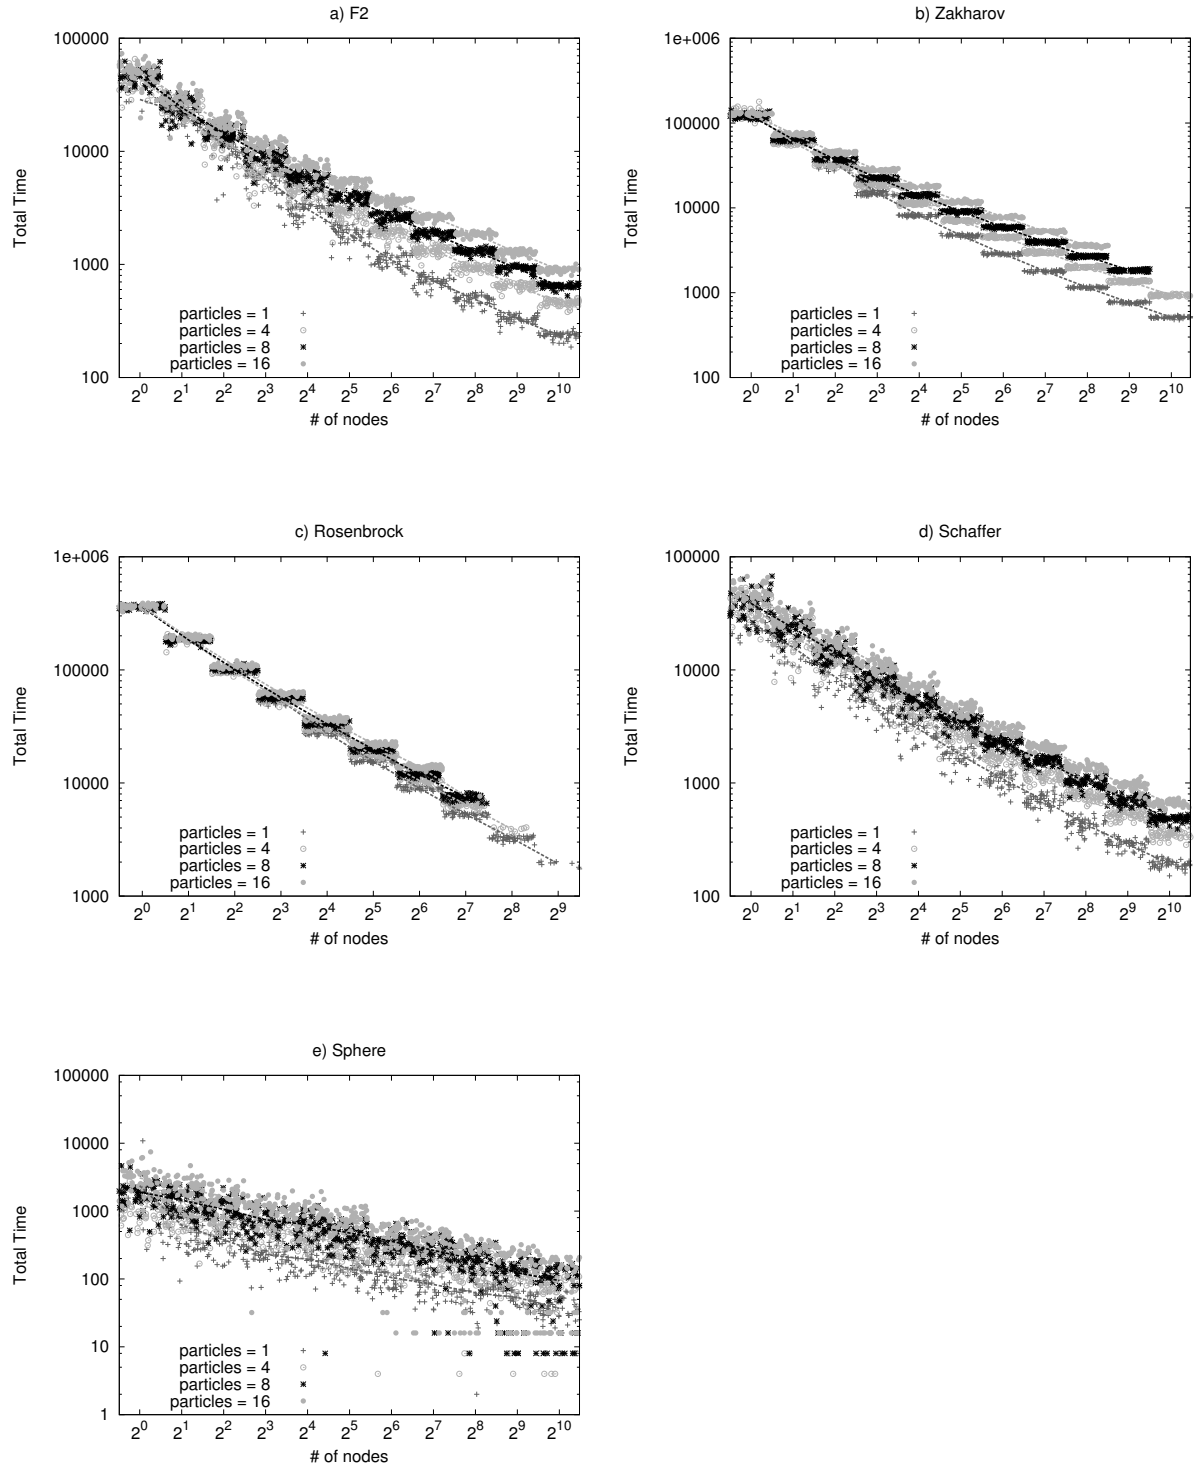 a) F2
100000
10000
1000
100
Total Time
particles = 1
particles = 4
particles = 8
particles = 16
2^0 2^1 2^2 2^3 2^4 2^5 2^6 2^7 2^8 2^9 2^10
# of nodes
b) Zakharov
1e+006
100000
10000
1000
100
Total Time
particles = 1
particles = 4
particles = 8
particles = 16
2^0 2^1 2^2 2^3 2^4 2^5 2^6 2^7 2^8 2^9 2^10
# of nodes
c) Rosenbrock
1e+006
100000
10000
1000
Total Time
particles = 1
particles = 4
particles = 8
particles = 16
2^0 2^1 2^2 2^3 2^4 2^5 2^6 2^7 2^8 2^9
# of nodes
d) Schaffer
100000
10000
1000
100
Total Time
particles = 1
particles = 4
particles = 8
particles = 16
2^0 2^1 2^2 2^3 2^4 2^5 2^6 2^7 2^8 2^9 2^10
# of nodes
e) Sphere
100000
10000
1000
100
10
1
Total Time
particles = 1
particles = 4
particles = 8
particles = 16
2^0 2^1 2^2 2^3 2^4 2^5 2^6 2^7 2^8 2^9 2^10
# of nodes